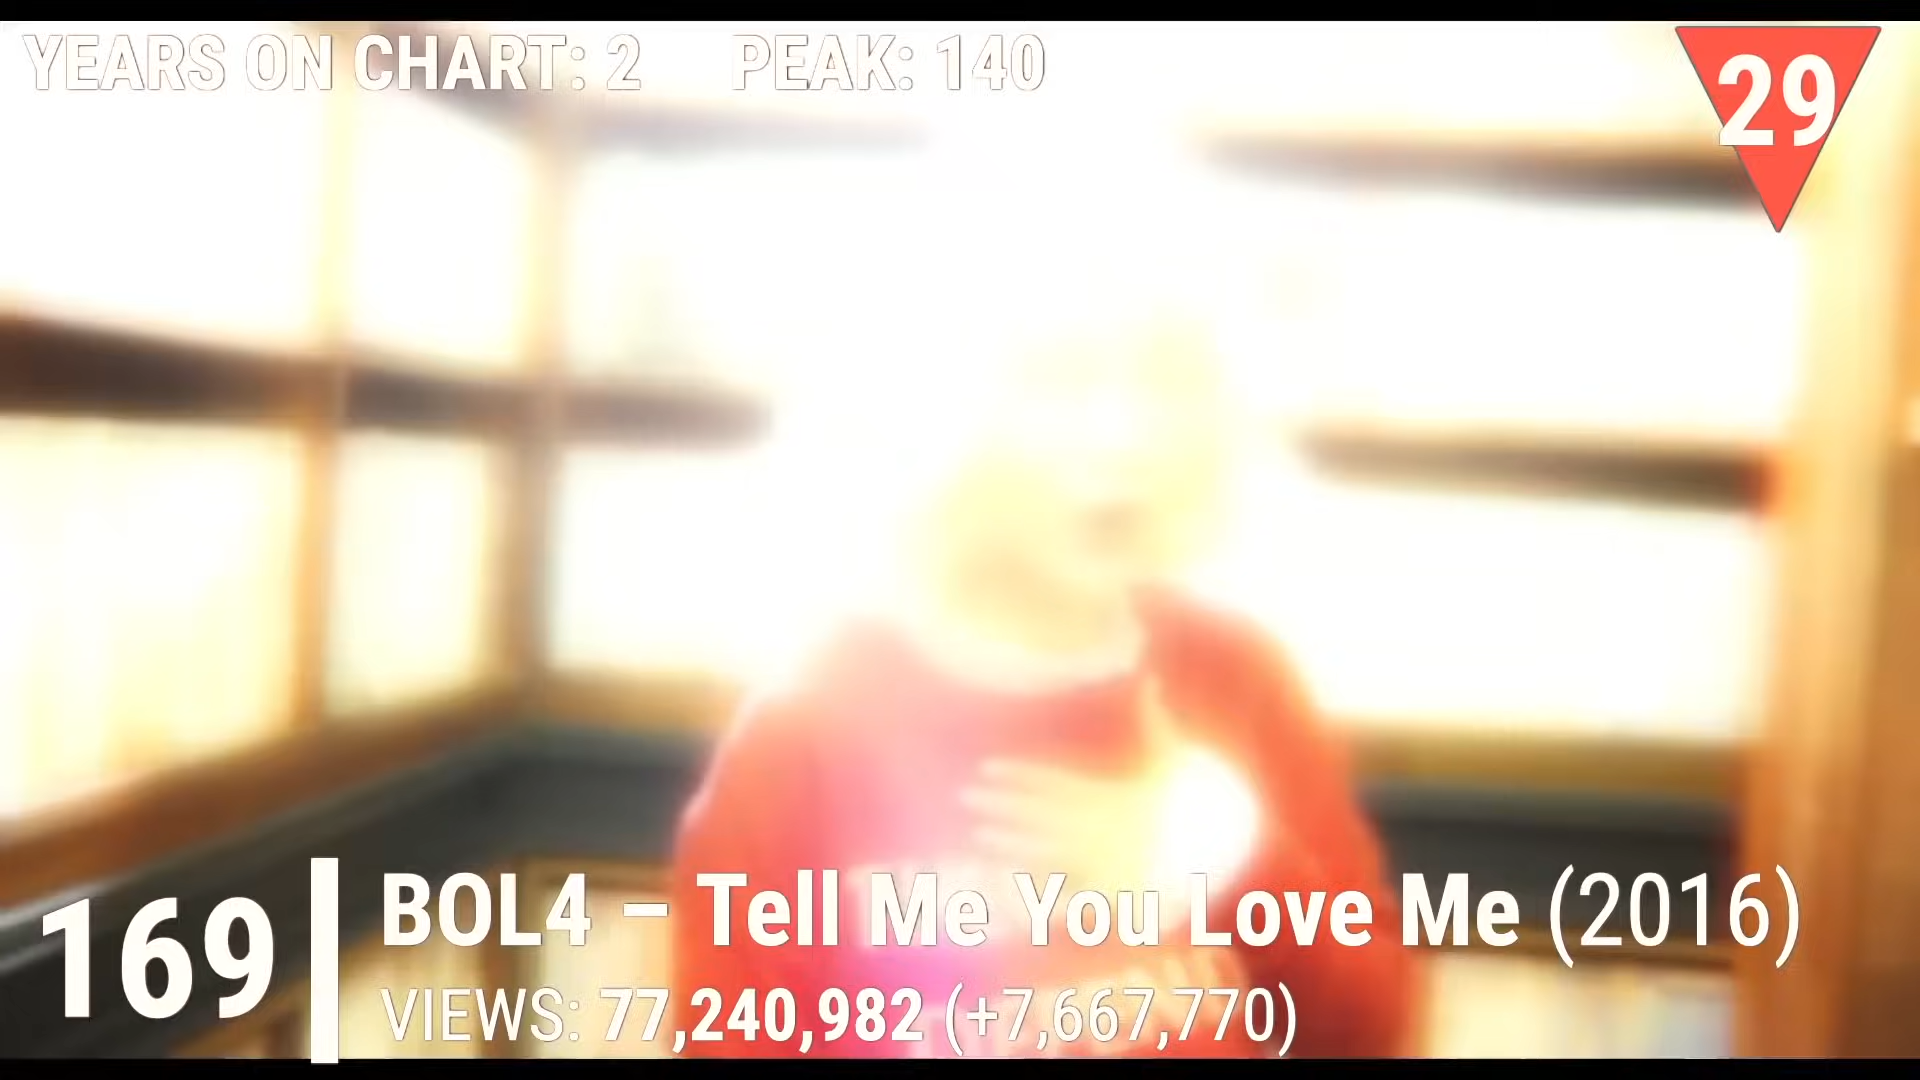 YEARS ON CHART: 2 PEAK: 140
29
169
BOL4 – Tell Me You Love Me (2016)
VIEWS: 77,240,982 (+7,667,770)